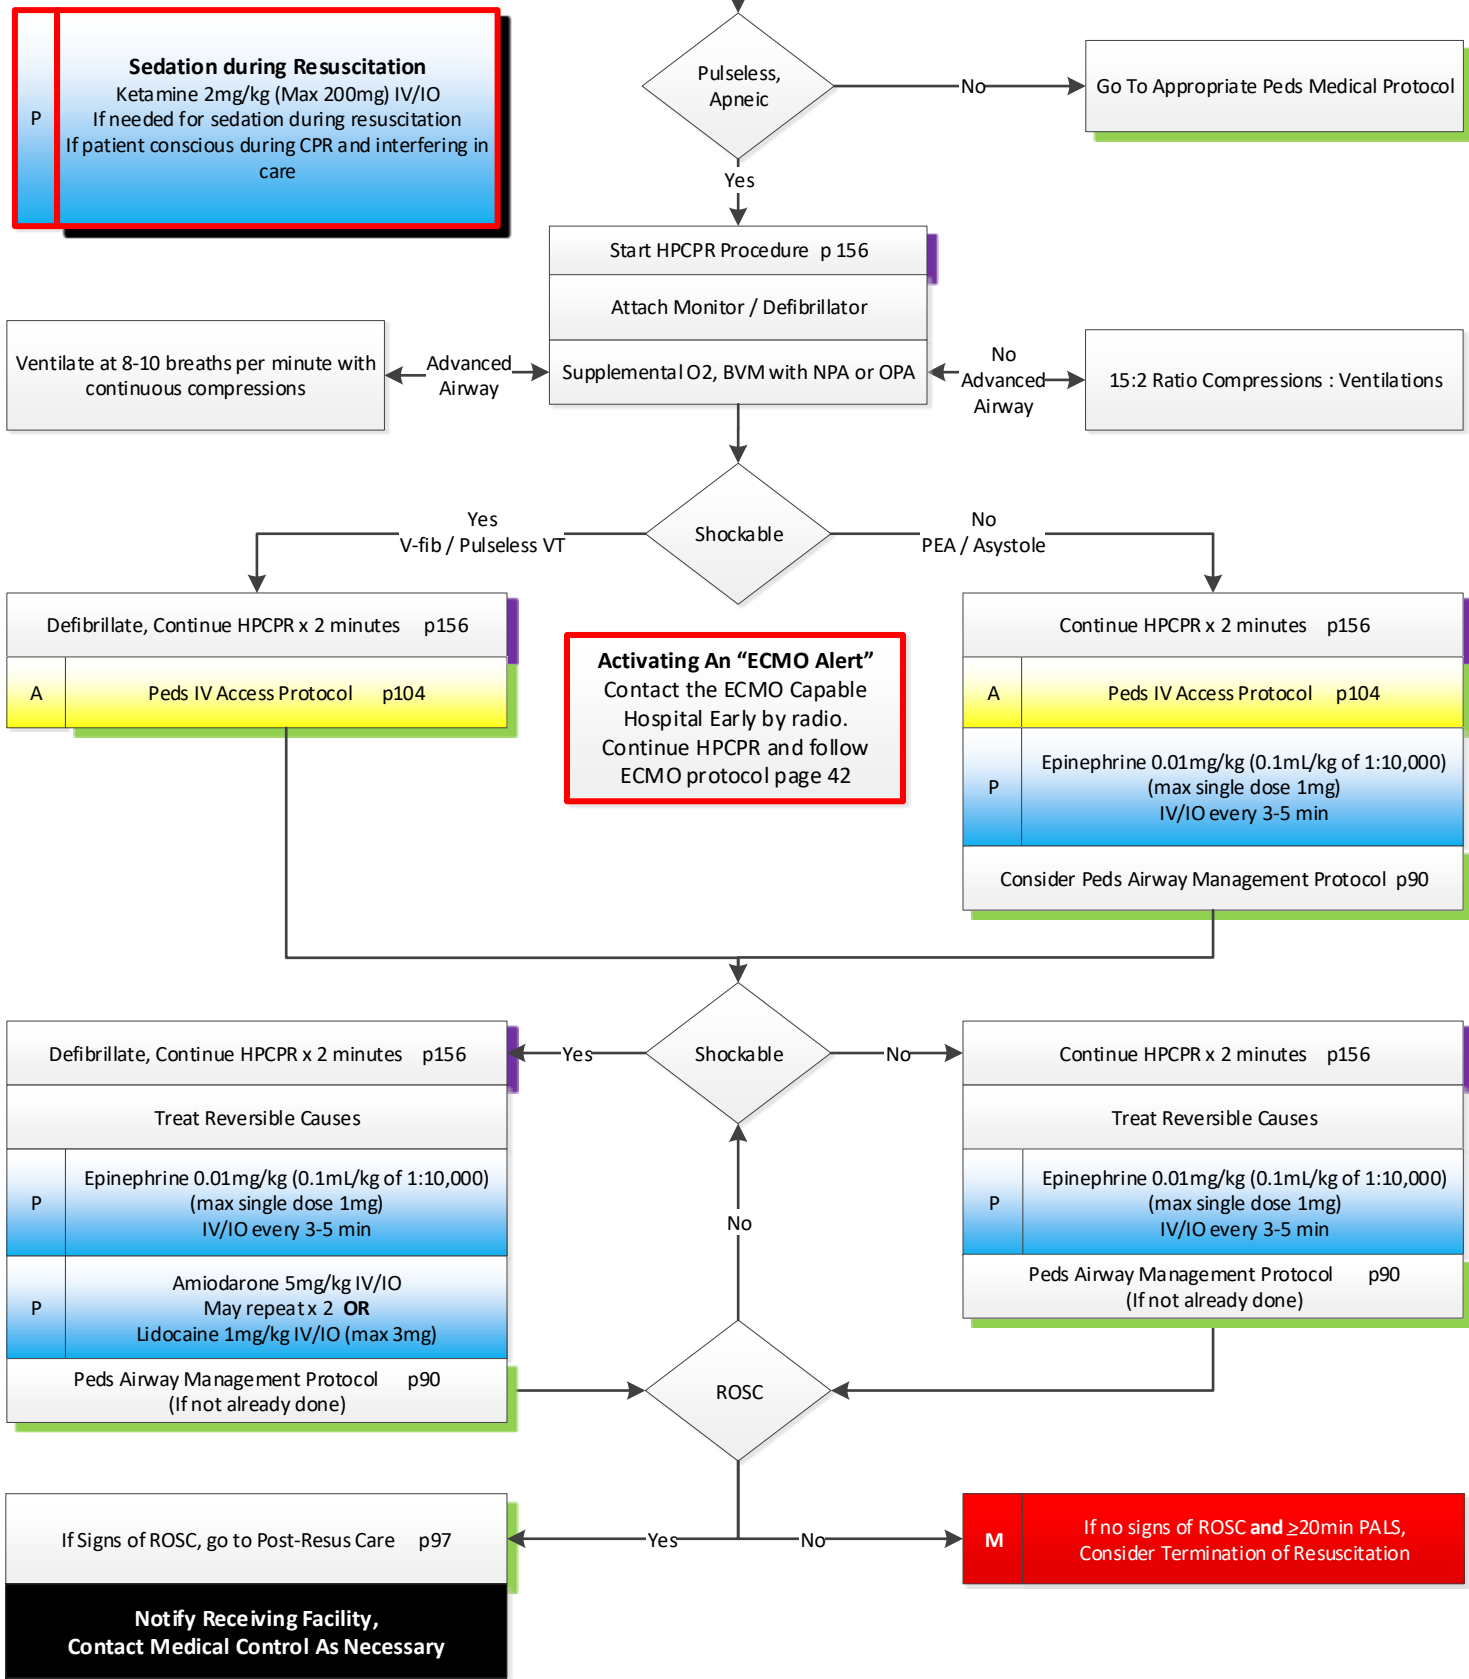 Sedation during Resuscitation
Ketamine 2mg/kg (Max 200mg) IV/IO
P
If needed for sedation during resuscitation
If patient conscious during CPR and interfering in
care
Pulseless,
Apneic
No
Go To Appropriate Peds Medical Protocol
Yes
Start HPCPR Procedure p 156
Attach Monitor / Defibrillator
Supplemental O2, BVM with NPA or OPA
Advanced
Airway
Ventilate at 8-10 breaths per minute with
continuous compressions
No
Advanced
Airway
15:2 Ratio Compressions : Ventilations
Shockable
Yes
V-fib / Pulseless VT
No
PEA / Asystole
Defibrillate, Continue HPCPR x 2 minutes p156
A
Peds IV Access Protocol p104
Activating An “ECMO Alert”
Contact the ECMO Capable
Hospital Early by radio.
Continue HPCPR and follow
ECMO protocol page 42
Continue HPCPR x 2 minutes p156
A
Peds IV Access Protocol p104
P
Epinephrine 0.01mg/kg (0.1mL/kg of 1:10,000)
(max single dose 1mg)
IV/IO every 3-5 min
Consider Peds Airway Management Protocol p90
Shockable
Yes
No
Defibrillate, Continue HPCPR x 2 minutes p156
Treat Reversible Causes
P
Epinephrine 0.01mg/kg (0.1mL/kg of 1:10,000)
(max single dose 1mg)
IV/IO every 3-5 min
P
Amiodarone 5mg/kg IV/IO
May repeat x 2 OR
Lidocaine 1mg/kg IV/IO (max 3mg)
Peds Airway Management Protocol p90
(If not already done)
Continue HPCPR x 2 minutes p156
Treat Reversible Causes
P
Epinephrine 0.01mg/kg (0.1mL/kg of 1:10,000)
(max single dose 1mg)
IV/IO every 3-5 min
Peds Airway Management Protocol p90
(If not already done)
No
ROSC
Yes
No
If Signs of ROSC, go to Post-Resus Care p97
Notify Receiving Facility,
Contact Medical Control As Necessary
M
If no signs of ROSC and ≥20min PALS,
Consider Termination of Resuscitation